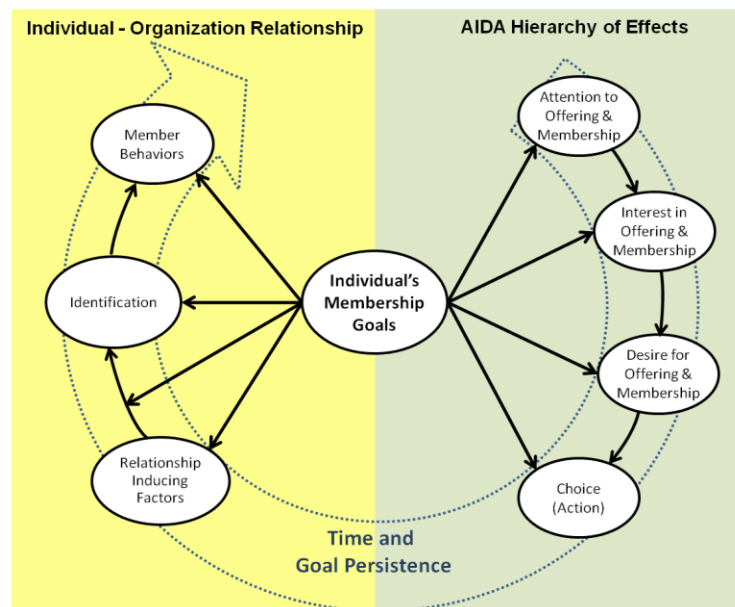 Individual - Organization Relationship
AIDA Hierarchy of Effects
Member
Behaviors
Identification
Relationship
Inducing
Factors
Individual's
Membership
Goals
Attention to
Offering &
Membership
Interest in
Offering &
Membership
Desire for
Offering &
Membership
Choice
(Action)
Time and
Goal Persistence